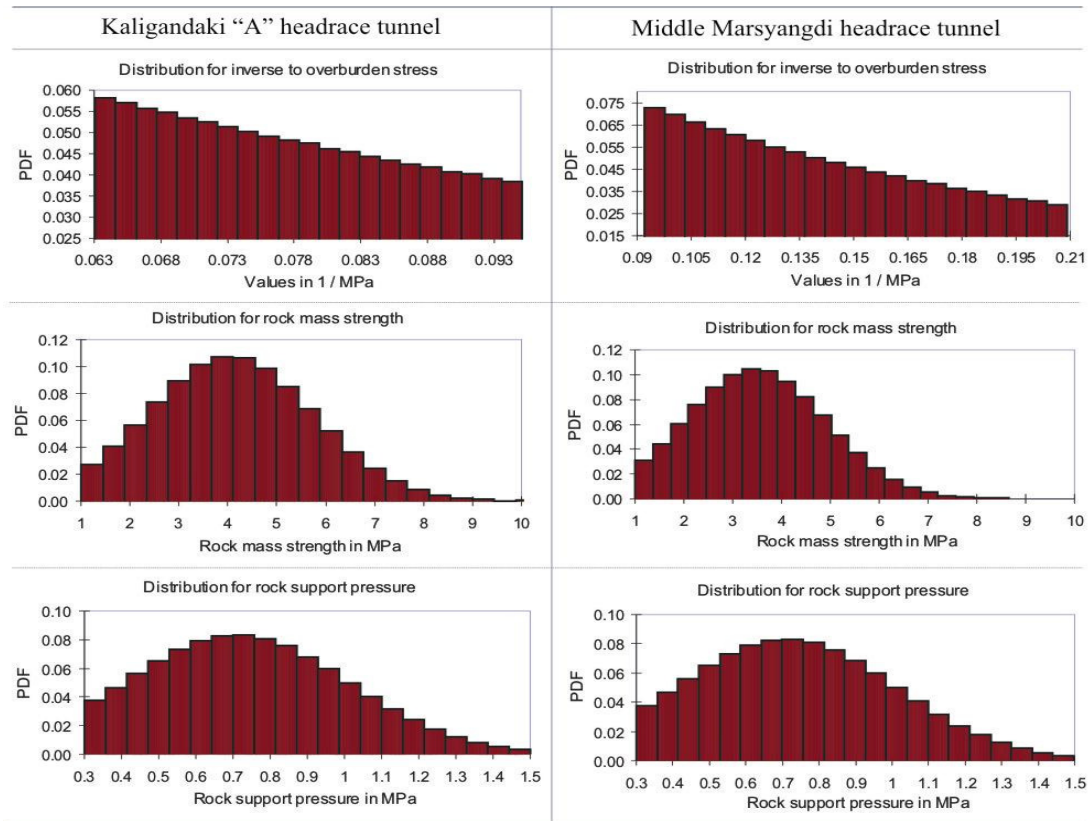 Kaligandaki “A” headrace tunnel
Middle Marsyangdi headrace tunnel
Distribution for inverse to overburden stress
PDF
0.060
0.055
0.050
0.045
0.040
0.035
0.030
0.025
0.063 0.068 0.073 0.078 0.083 0.088 0.093
Values in 1 / MPa
Distribution for inverse to overburden stress
PDF
0.075
0.065
0.055
0.045
0.035
0.025
0.015
0.09 0.105 0.12 0.135 0.15 0.165 0.18 0.195 0.21
Values in 1 / MPa
Distribution for rock mass strength
PDF
0.12
0.10
0.08
0.06
0.04
0.02
0.00
1 2 3 4 5 6 7 8 9 10
Rock mass strength in MPa
Distribution for rock mass strength
PDF
0.12
0.10
0.08
0.06
0.04
0.02
0.00
1 2 3 4 5 6 7 8 9 10
Rock mass strength in MPa
Distribution for rock support pressure
PDF
0.10
0.08
0.06
0.04
0.02
0.00
0.3 0.4 0.5 0.6 0.7 0.8 0.9 1 1.1 1.2 1.3 1.4 1.5
Rock support pressure in MPa
Distribution for rock support pressure
PDF
0.10
0.08
0.06
0.04
0.02
0.00
0.3 0.4 0.5 0.6 0.7 0.8 0.9 1 1.1 1.2 1.3 1.4 1.5
Rock support pressure in MPa